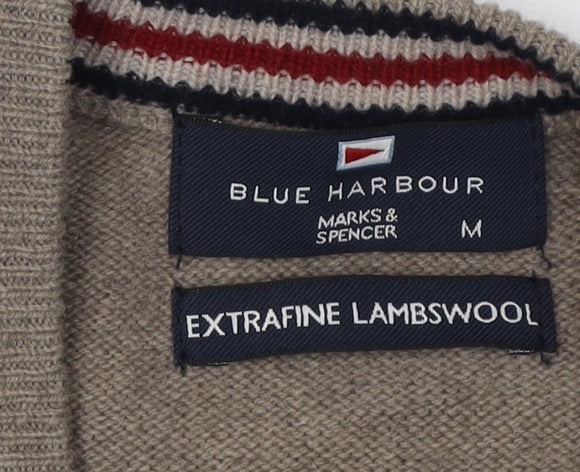 BLUE HARBOUR
MARKS &
SPENCER
M
EXTRAFINE LAMBSWOOL